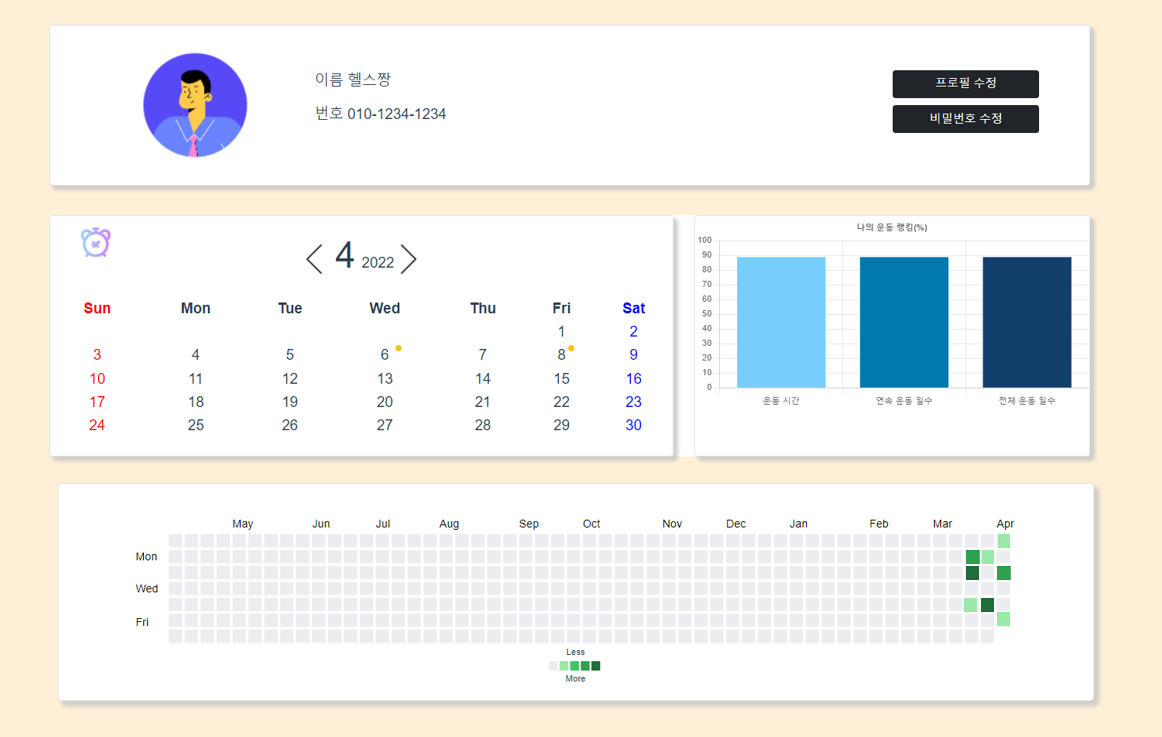 이름 헬스짱
번호 010-1234-1234
프로필 수정
비밀번호 수정
4 2022
Sun Mon Tue Wed Thu Fri Sat
1 2
3 4 5 6 7 8 9
10 11 12 13 14 15 16
17 18 19 20 21 22 23
24 25 26 27 28 29 30
나의 운동 랭킹(%)
100
90
80
70
60
50
40
30
20
10
0
운동 시간 연속 운동 일수 전체 운동 일수
May Jun Jul Aug Sep Oct Nov Dec Jan Feb Mar Apr
Mon
Wed
Fri
Less
More